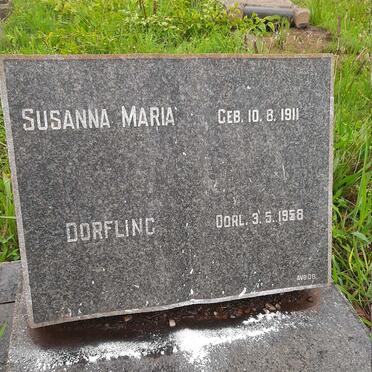 SUSANNA MARIA GEB. 10. 8. 1911
DORFLING OORL. 3. 5. 1958